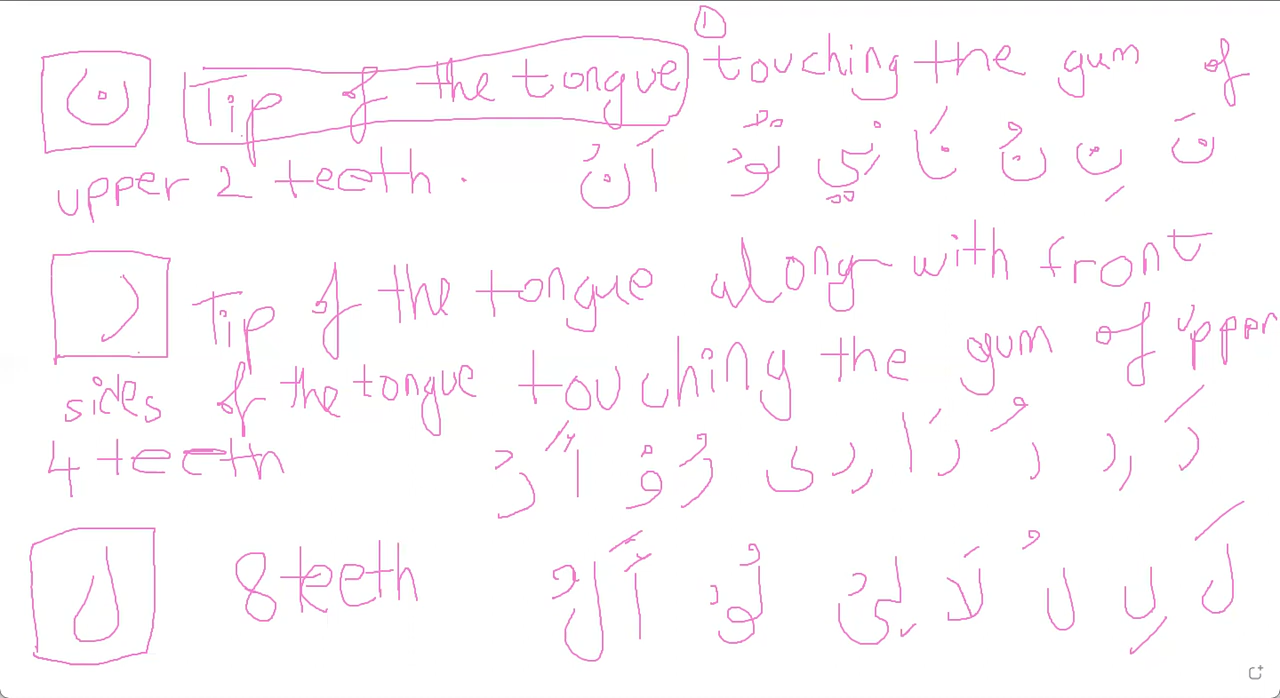 ①
ن Tip of the tongue touching the gum of
upper 2 teeth.
نَ نِ نُ نَا نِي نُوْ اَنْ
ر Tip of the tongue along with front
sides of the tongue touching the gum of upper
4 teeth
رَ رِ رُ رَا رِى رُوْ اَرْ
ل 8 teeth
لَ لِ لُ لَا لِىْ لُوْ اَلْ